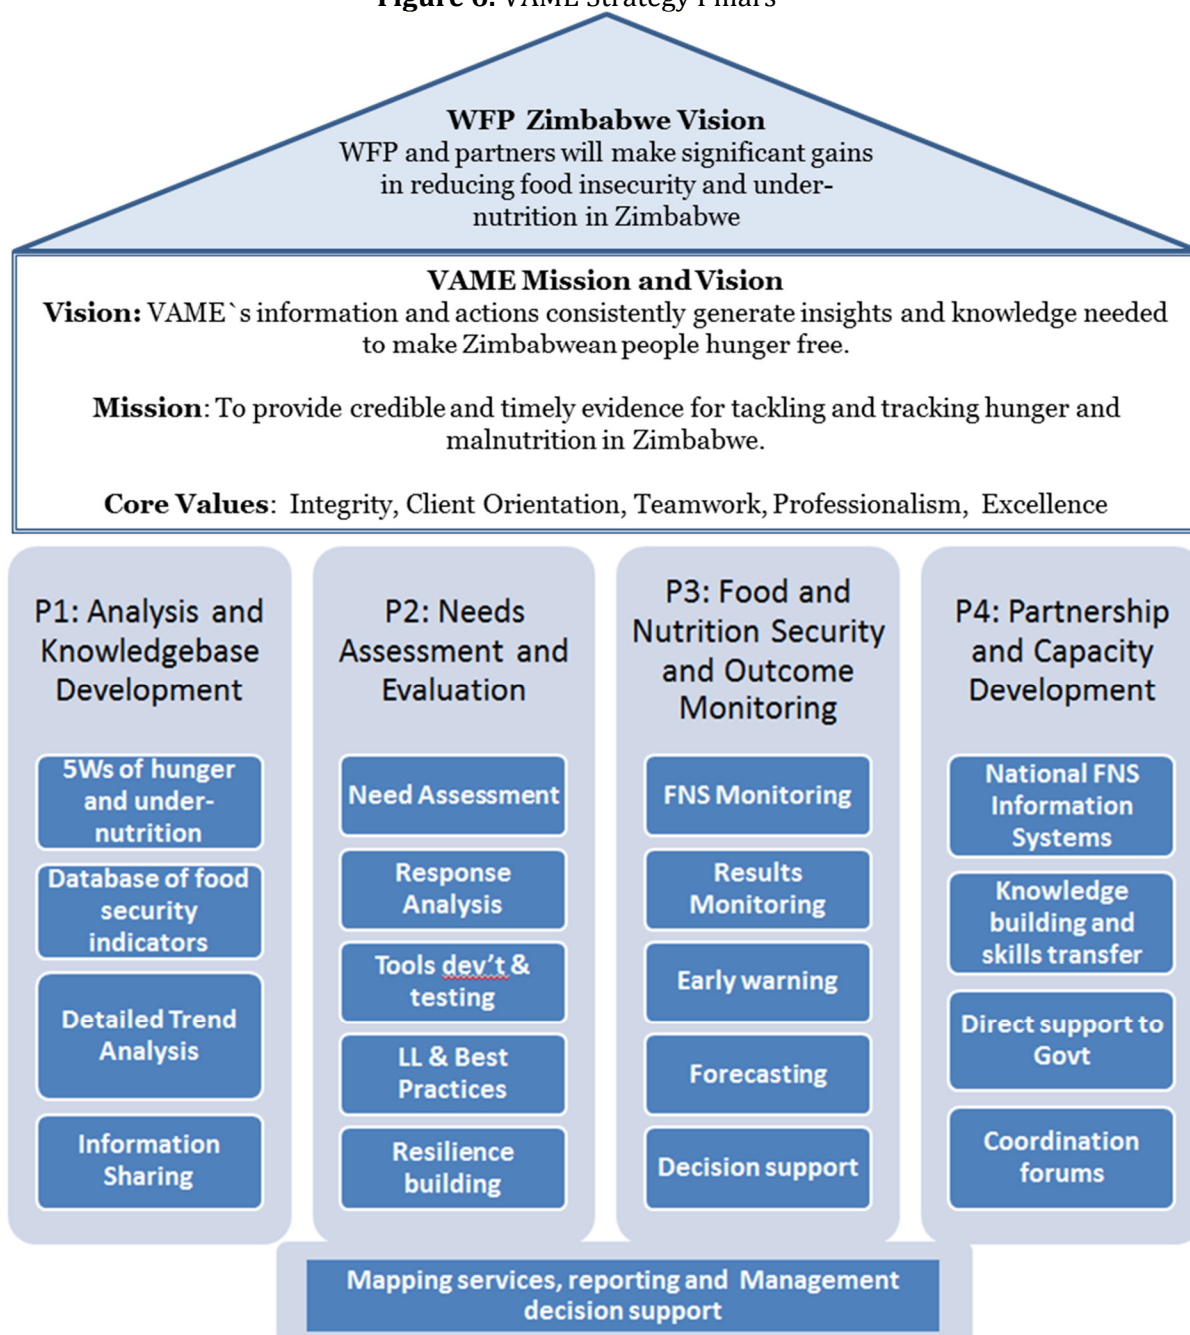 Figure 6: VAME Strategy Pillars
WFP Zimbabwe Vision
WFP and partners will make significant gains
in reducing food insecurity and under-
nutrition in Zimbabwe
VAME Mission and Vision
Vision: VAME`s information and actions consistently generate insights and knowledge needed
to make Zimbabwean people hunger free.
Mission: To provide credible and timely evidence for tackling and tracking hunger and
malnutrition in Zimbabwe.
Core Values: Integrity, Client Orientation, Teamwork, Professionalism, Excellence
P1: Analysis and
Knowledgebase
Development
5Ws of hunger
and under-
nutrition
Database of food
security
indicators
Detailed Trend
Analysis
Information
Sharing
P2: Needs
Assessment and
Evaluation
Need Assessment
Response
Analysis
Tools dev't &
testing
LL & Best
Practices
Resilience
building
P3: Food and
Nutrition Security
and Outcome
Monitoring
FNS Monitoring
Results
Monitoring
Early warning
Forecasting
Decision support
P4: Partnership
and Capacity
Development
National FNS
Information
Systems
Knowledge
building and
skills transfer
Direct support to
Govt
Coordination
forums
Mapping services, reporting and Management
decision support